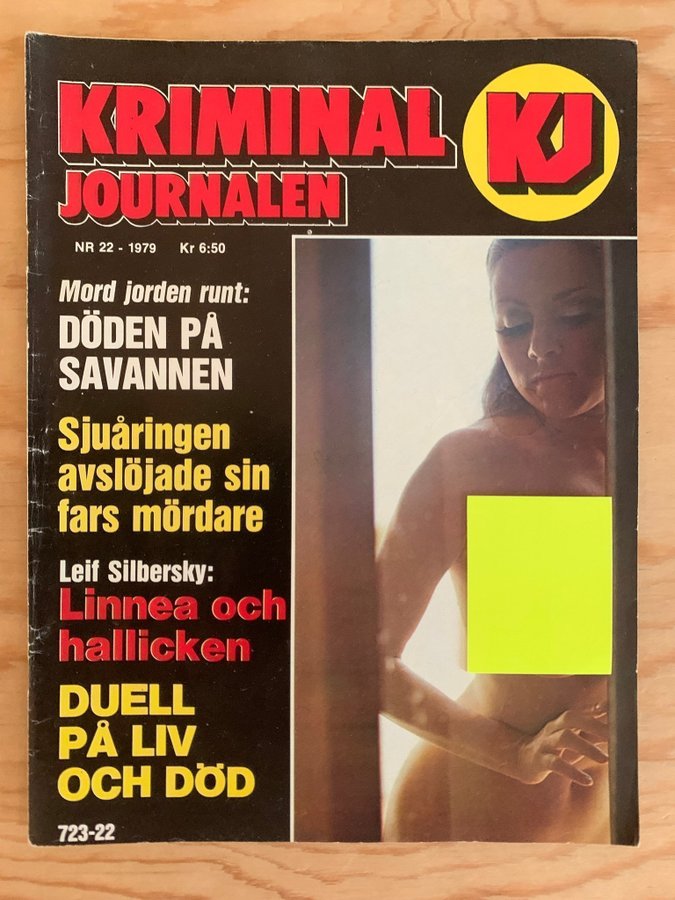 KRIMINAL
JOURNALEN
KJ
NR 22 - 1979 Kr 6:50
Mord jorden runt:
DÖDEN PÅ
SAVANNEN
Sjuåringen
avslöjade sin
fars mördare
Leif Silbersky:
Linnea och
hallicken
DUELL
PÅ LIV
OCH DÖD
723-22